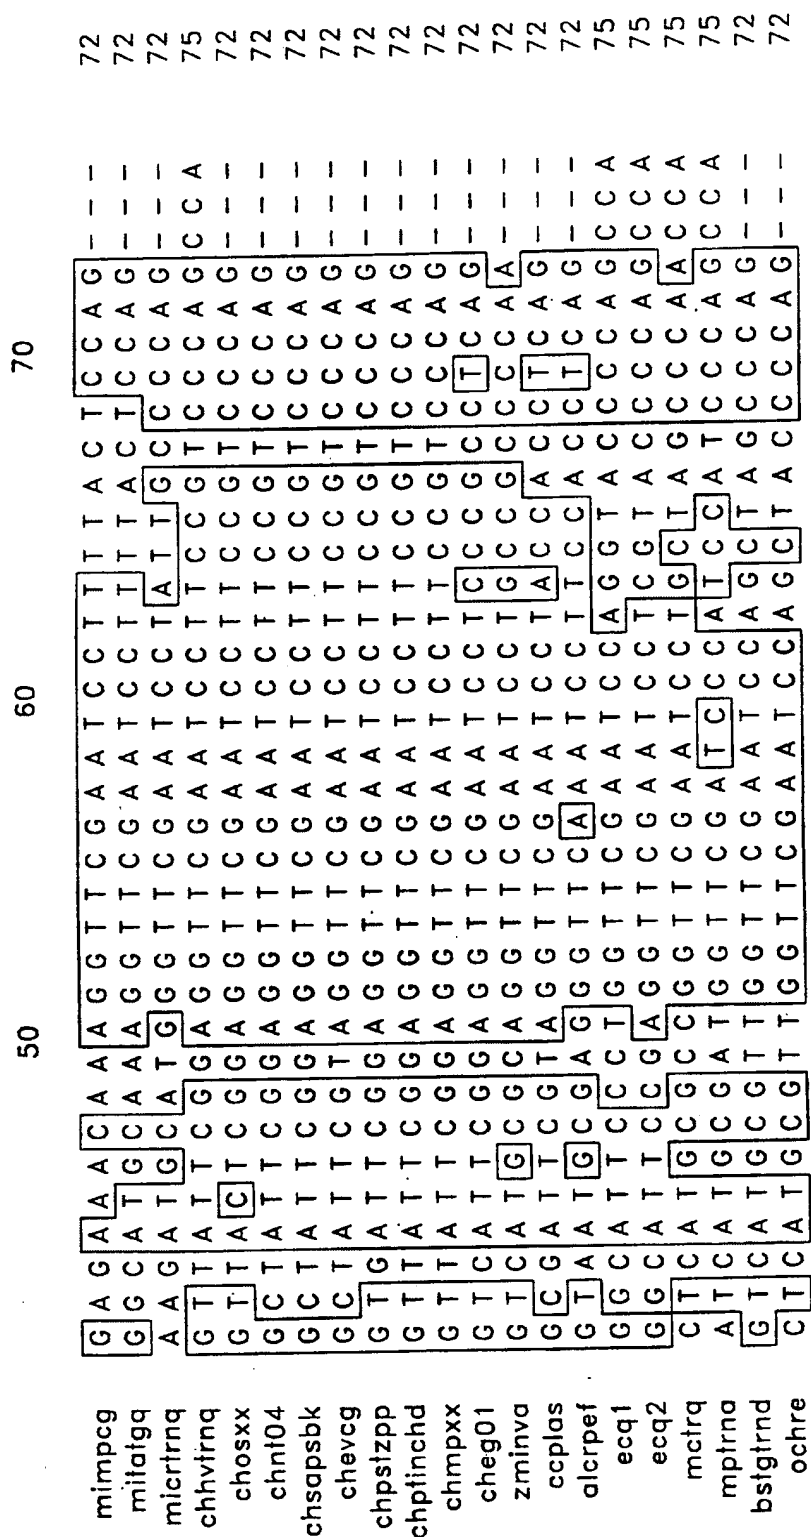 50 60 70
mimpcg G A G A A A C A A A G G T T C G A A T C C T T T T A C T C C A G - - - 72
mitatgq G G C A T G C A A A G G T T C G A A T C C T T T T A C T C C A G - - - 72
micrtrnq A A G A T G C A T G G G T T C G A A T C C T A T T G C C C C A G - - - 72
chhvtrnq G T T A T T C G G A G G T T C G A A T C C T T C C G T C C C A G C C A 75
chosxx G T T A C T C G G A G G T T C G A A T C C T T C C G T C C C A G - - - 72
chnt04 G C T A T T C G G A G G T T C G A A T C C T T C C G T C C C A G - - - 72
chsapsbk G C T A T T C G G A G G T T C G A A T C C T T C C G T C C C A G - - - 72
chevcg G C T A T T C G T A G G T T C G A A T C C T T C C G T C C C A G - - - 72
chpstzpp G T G A T T C G G A G G T T C G A A T C C T T C C G T C C C A G - - - 72
chptinchd G T T A T T C G G A G G T T C G A A T C C T T C C G T C C C A G - - - 72
chmpxx G T T A T T C G G A G G T T C G A A T C C T T C C G T C C C A G - - - 72
cheg01 G T C A T T C G G A G G T T C G A A T C C T C C C G C C T C A G - - - 72
zminva G T C A T G C G C A G G T T C G A A T C C T G C C G C C C C A A - - - 72
ccplas G C G A T T C G T A G G T T C G A A T C C T A C C A C C T C A G - - - 72
alcrpef G T A A T G C G A G G G T T C A A A T C C T T C C A C C T C A G - - - 72
ecq1 G G C A T T C C C T G G T T C G A A T C C A G G T A C C C C A G C C A 75
ecq2 G G C A T T C C G A G G T T C G A A T C C T C G T A C C C C A G C C A 75
mctrq C T C A T G C G C C G G T T C G A A T C C T G C T A G C C C A A C C A 75
mptrna A T C A T G C G A T G G T T C G A T C C C A T C C A T C C C A G C C A 75
bstgtrnd G T C A T G C G T T G G T T C G A A T C C A G C T A G C C C A G - - - 72
ochre C T C A T G C G T T G G T T C G A A T C C A G C T A C C C C A G - - - 72